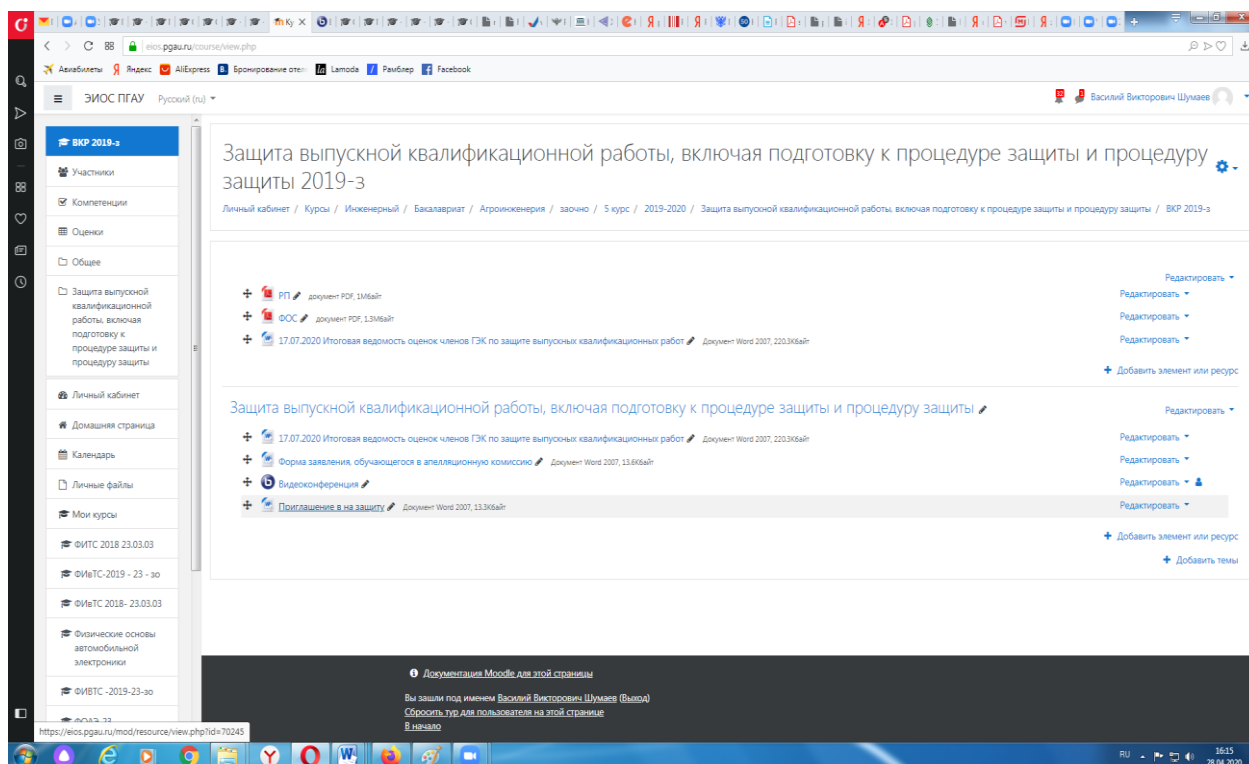 Ку
eios.pgau.ru/course/view.php
Авиабилеты Яндекс AliExpress Бронирование отел Lamoda Рамблер Facebook
ЭИОС ПГАУ Русский (ru)
32 Василий Викторович Шумаев
ВКР 2019-з
Участники
Компетенции
Оценки
Общее
Защита выпускной
квалификационной
работы, включая
подготовку к
процедуре защиты и
процедуру защиты
Личный кабинет
Домашняя страница
Календарь
Личные файлы
Мои курсы
ФИТС 2018 23.03.03
ФИвТС-2019 - 23 - зо
ФИвТС 2018- 23.03.03
Физические основы
автомобильной
электроники
ФИВТС -2019-23-зо
Защита выпускной квалификационной работы, включая подготовку к процедуре защиты и процедуру
защиты 2019-з
Личный кабинет / Курсы / Инженерный / Бакалавриат / Агроинженерия / заочно / 5 курс / 2019-2020 / Защита выпускной квалификационной работы, включая подготовку к процедуре защиты и процедуру защиты / ВКР 2019-з
Редактировать
РП документ PDF, 1Мбайт Редактировать
ФОС документ PDF, 1.3Мбайт Редактировать
17.07.2020 Итоговая ведомость оценок членов ГЭК по защите выпускных квалификационных работ Документ Word 2007, 220.3Кбайт Редактировать
Добавить элемент или ресурс
Защита выпускной квалификационной работы, включая подготовку к процедуре защиты и процедуру защиты Редактировать
17.07.2020 Итоговая ведомость оценок членов ГЭК по защите выпускных квалификационных работ Документ Word 2007, 220.3Кбайт Редактировать
Форма заявления, обучающегося в апелляционную комиссию Документ Word 2007, 13.6Кбайт Редактировать
Видеоконференция Редактировать
Приглашение в на защиту Документ Word 2007, 13.3Кбайт Редактировать
Добавить элемент или ресурс
Добавить темы
Документация Moodle для этой страницы
Вы зашли под именем Василий Викторович Шумаев (Выход)
Сбросить тур для пользователя на этой странице
В начало
https://eios.pgau.ru/mod/resource/view.php?id=70245
RU 16:15
28.04.2020